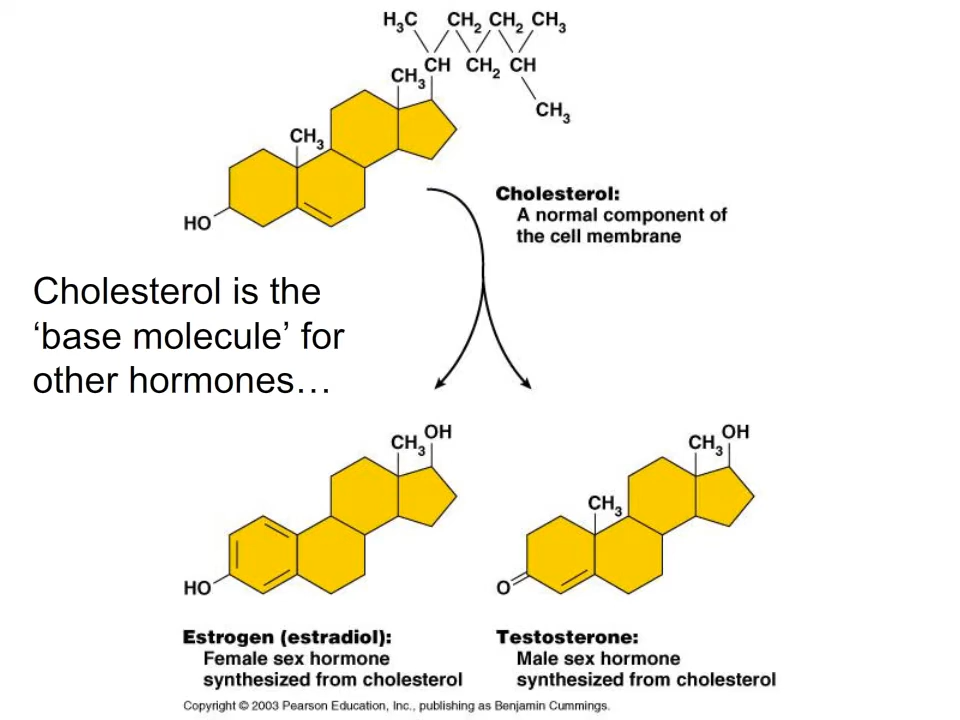 H₃C CH₂ CH₂ CH₃
CH CH₂ CH
CH₃
CH₃
CH₃
HO
Cholesterol:
A normal component of
the cell membrane
Cholesterol is the
‘base molecule’ for
other hormones…
OH
CH₃
HO
Estrogen (estradiol):
Female sex hormone
synthesized from cholesterol
OH
CH₃
CH₃
O
Testosterone:
Male sex hormone
synthesized from cholesterol
Copyright © 2003 Pearson Education, Inc., publishing as Benjamin Cummings.